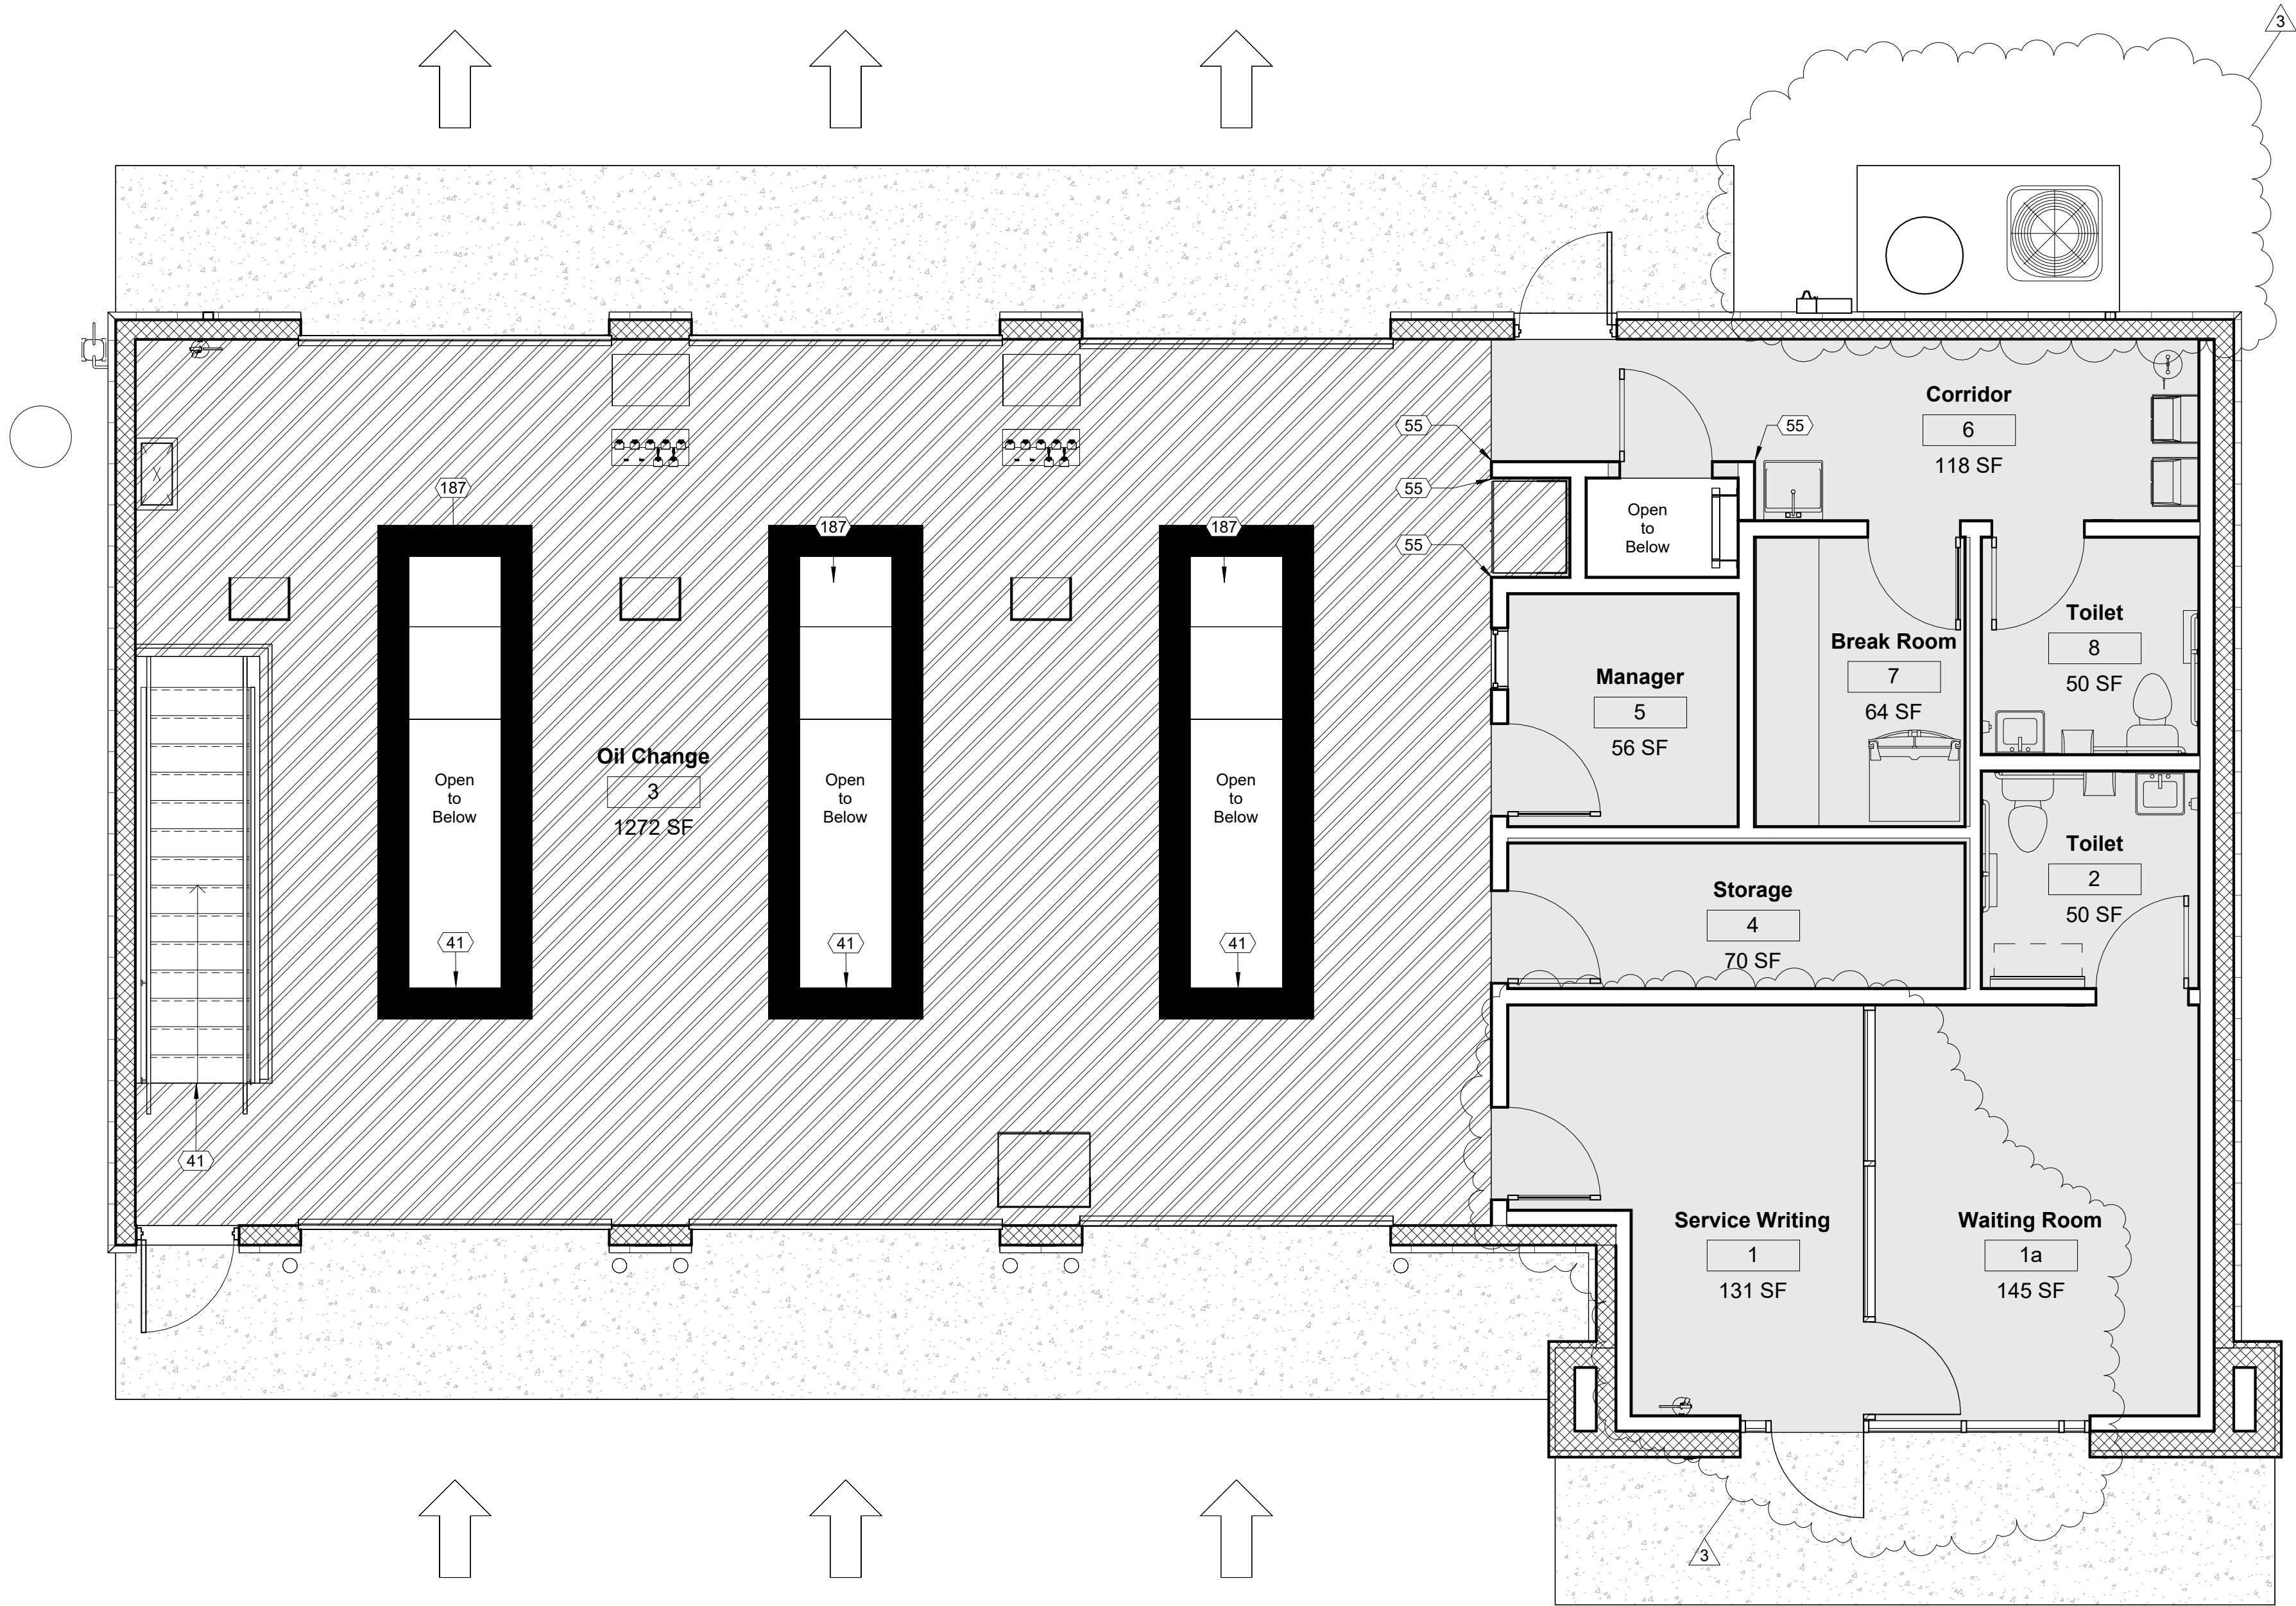 3
55
55
Corridor
6
118 SF
187
187
187
55
Open
to
Below
55
Toilet
8
50 SF
Break Room
7
64 SF
Manager
5
56 SF
Oil Change
3
1272 SF
Open
to
Below
Open
to
Below
Open
to
Below
Toilet
2
50 SF
Storage
4
70 SF
41
41
41
41
Service Writing
1
131 SF
Waiting Room
1a
145 SF
3